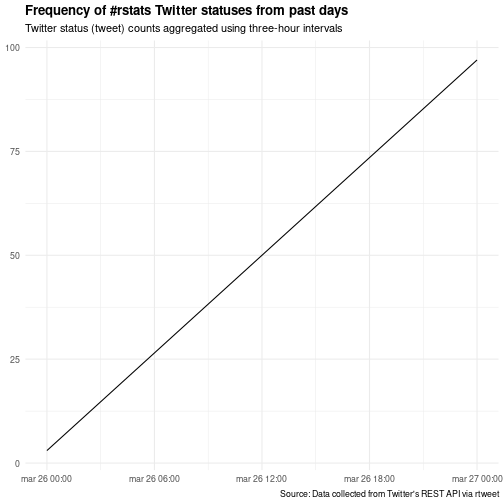 Frequency of #rstats Twitter statuses from past days
Twitter status (tweet) counts aggregated using three-hour intervals
100
75
50
25
0
mar 26 00:00 mar 26 06:00 mar 26 12:00 mar 26 18:00 mar 27 00:00
Source: Data collected from Twitter's REST API via rtweet